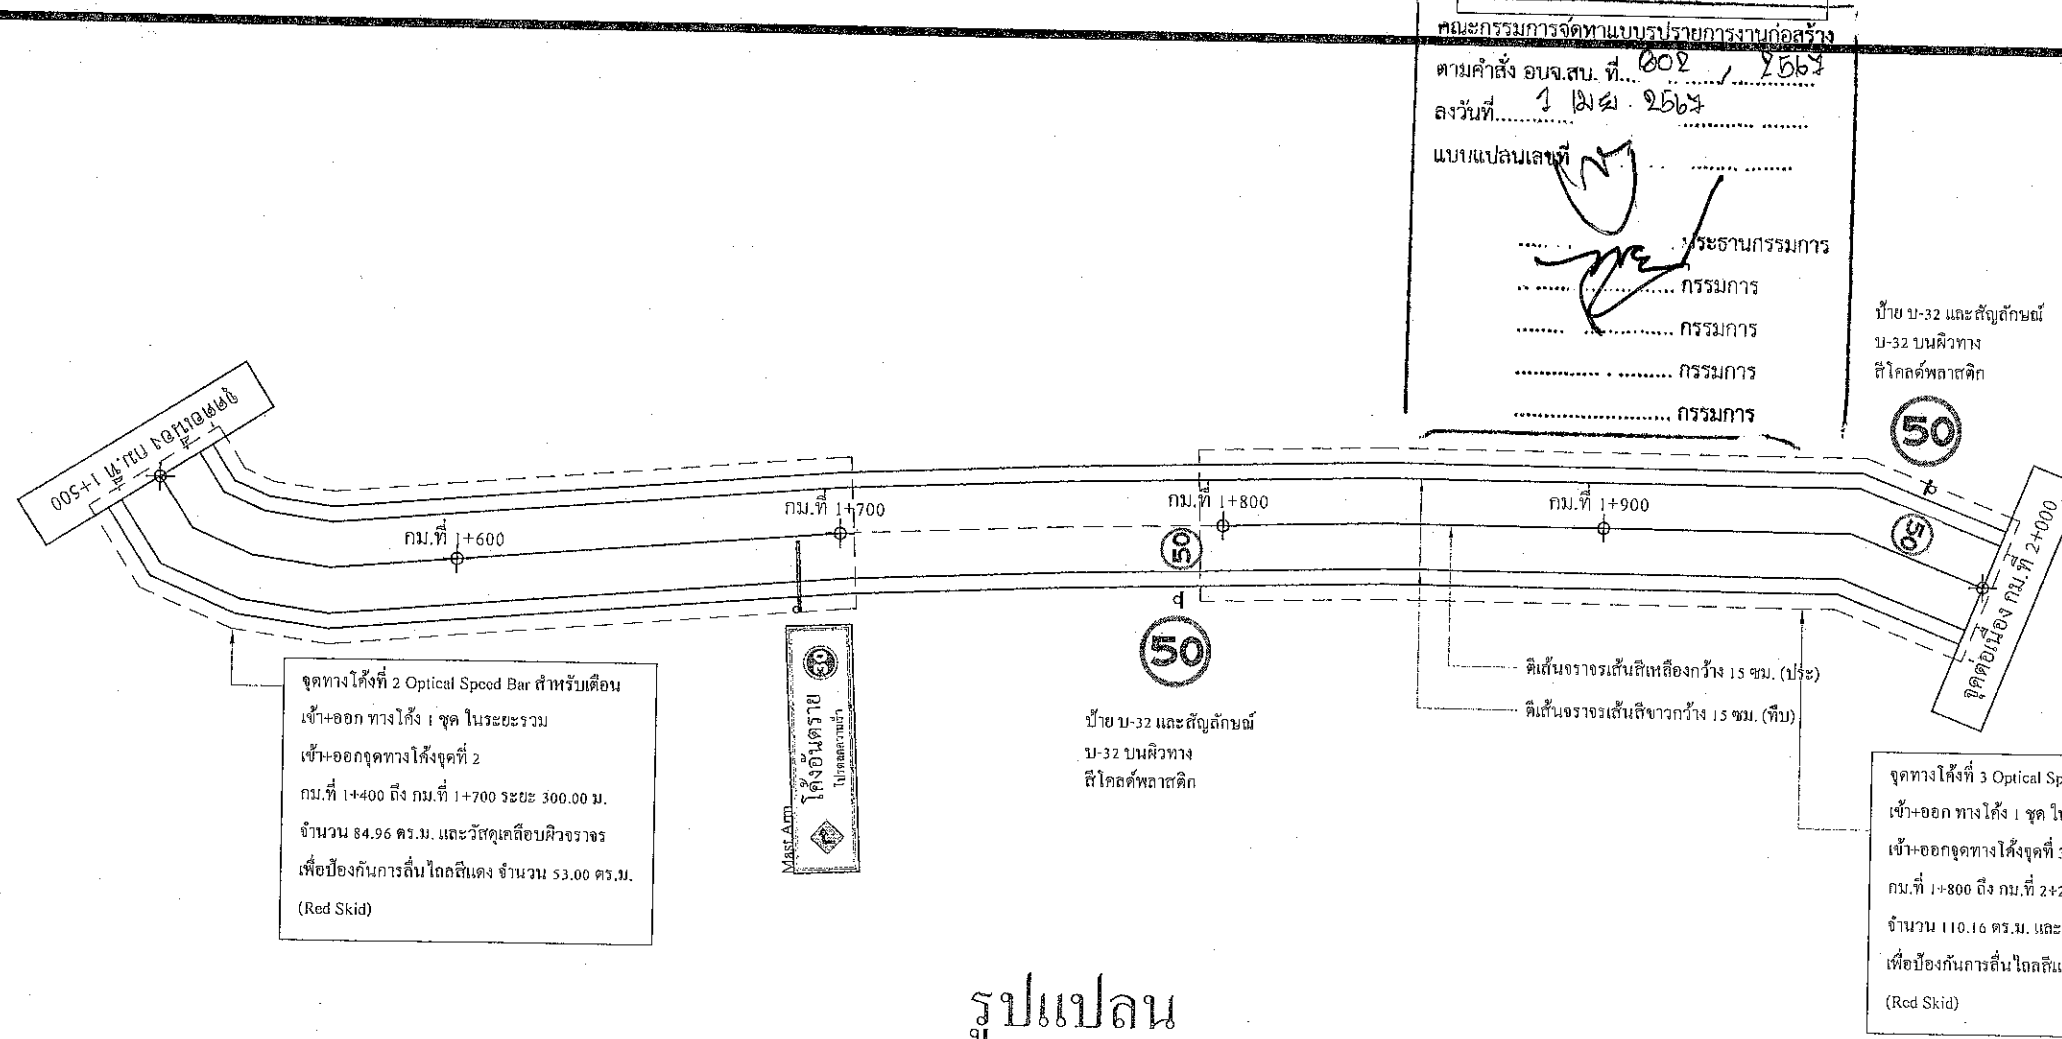 คณะกรรมการจัดทำแบบรูปรายการงานก่อสร้าง
ตามคำสั่ง อบจ.สบ. ที่... 602 / 2567
ลงวันที่........... 1 เมย. 2567
แบบแปลนเลขที่
ประธานกรรมการ
กรรมการ
กรรมการ
กรรมการ
กรรมการ
ป้าย บ-32 และสัญลักษณ์
บ-32 บนผิวทาง
สีโคลด์พลาสติก
50
จุดต่อเนื่อง กม.ที่ 1+500
กม.ที่ 1+600
กม.ที่ 1+700
กม.ที่ 1+800
กม.ที่ 1+900
50
50
จุดต่อเนื่อง กม.ที่ 2+000
50
ป้าย บ-32 และสัญลักษณ์
บ-32 บนผิวทาง
สีโคลด์พลาสติก
ตีเส้นจราจรเส้นสีเหลืองกว้าง 15 ซม. (ประ)
ตีเส้นจราจรเส้นสีขาวกว้าง 15 ซม. (ทึบ)
Mast Arm
โค้งอันตราย
โปรดลดความเร็ว
จุดทางโค้งที่ 2 Optical Speed Bar สำหรับเตือน
เข้า+ออก ทางโค้ง 1 ชุด ในระยะรวม
เข้า+ออกจุดทางโค้งจุดที่ 2
กม.ที่ 1+400 ถึง กม.ที่ 1+700 ระยะ 300.00 ม.
จำนวน 84.96 ตร.ม. และวัสดุเคลือบผิวจราจร
เพื่อป้องกันการลื่นไถลสีแดง จำนวน 53.00 ตร.ม.
(Red Skid)
จุดทางโค้งที่ 3 Optical Sp
เข้า+ออก ทางโค้ง 1 ชุด ใ
เข้า+ออกจุดทางโค้งจุดที่ 3
กม.ที่ 1+800 ถึง กม.ที่ 2+2
จำนวน 110.16 ตร.ม. และ
เพื่อป้องกันการลื่นไถลสีแ
(Red Skid)
รูปแปลน